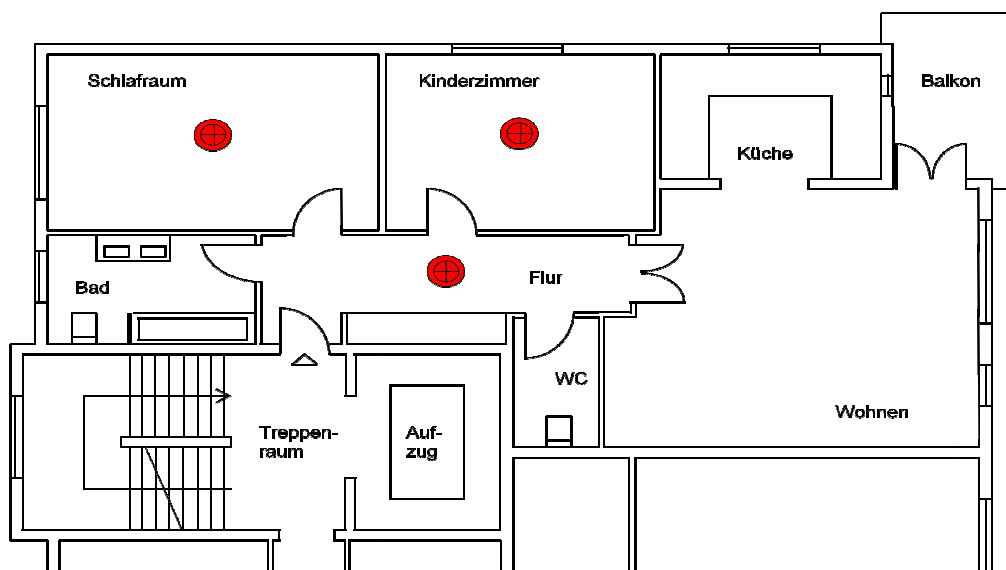 Schlafraum
Kinderzimmer
Balkon
Küche
Bad
Flur
WC
Wohnen
Treppen-
raum
Auf-
zug